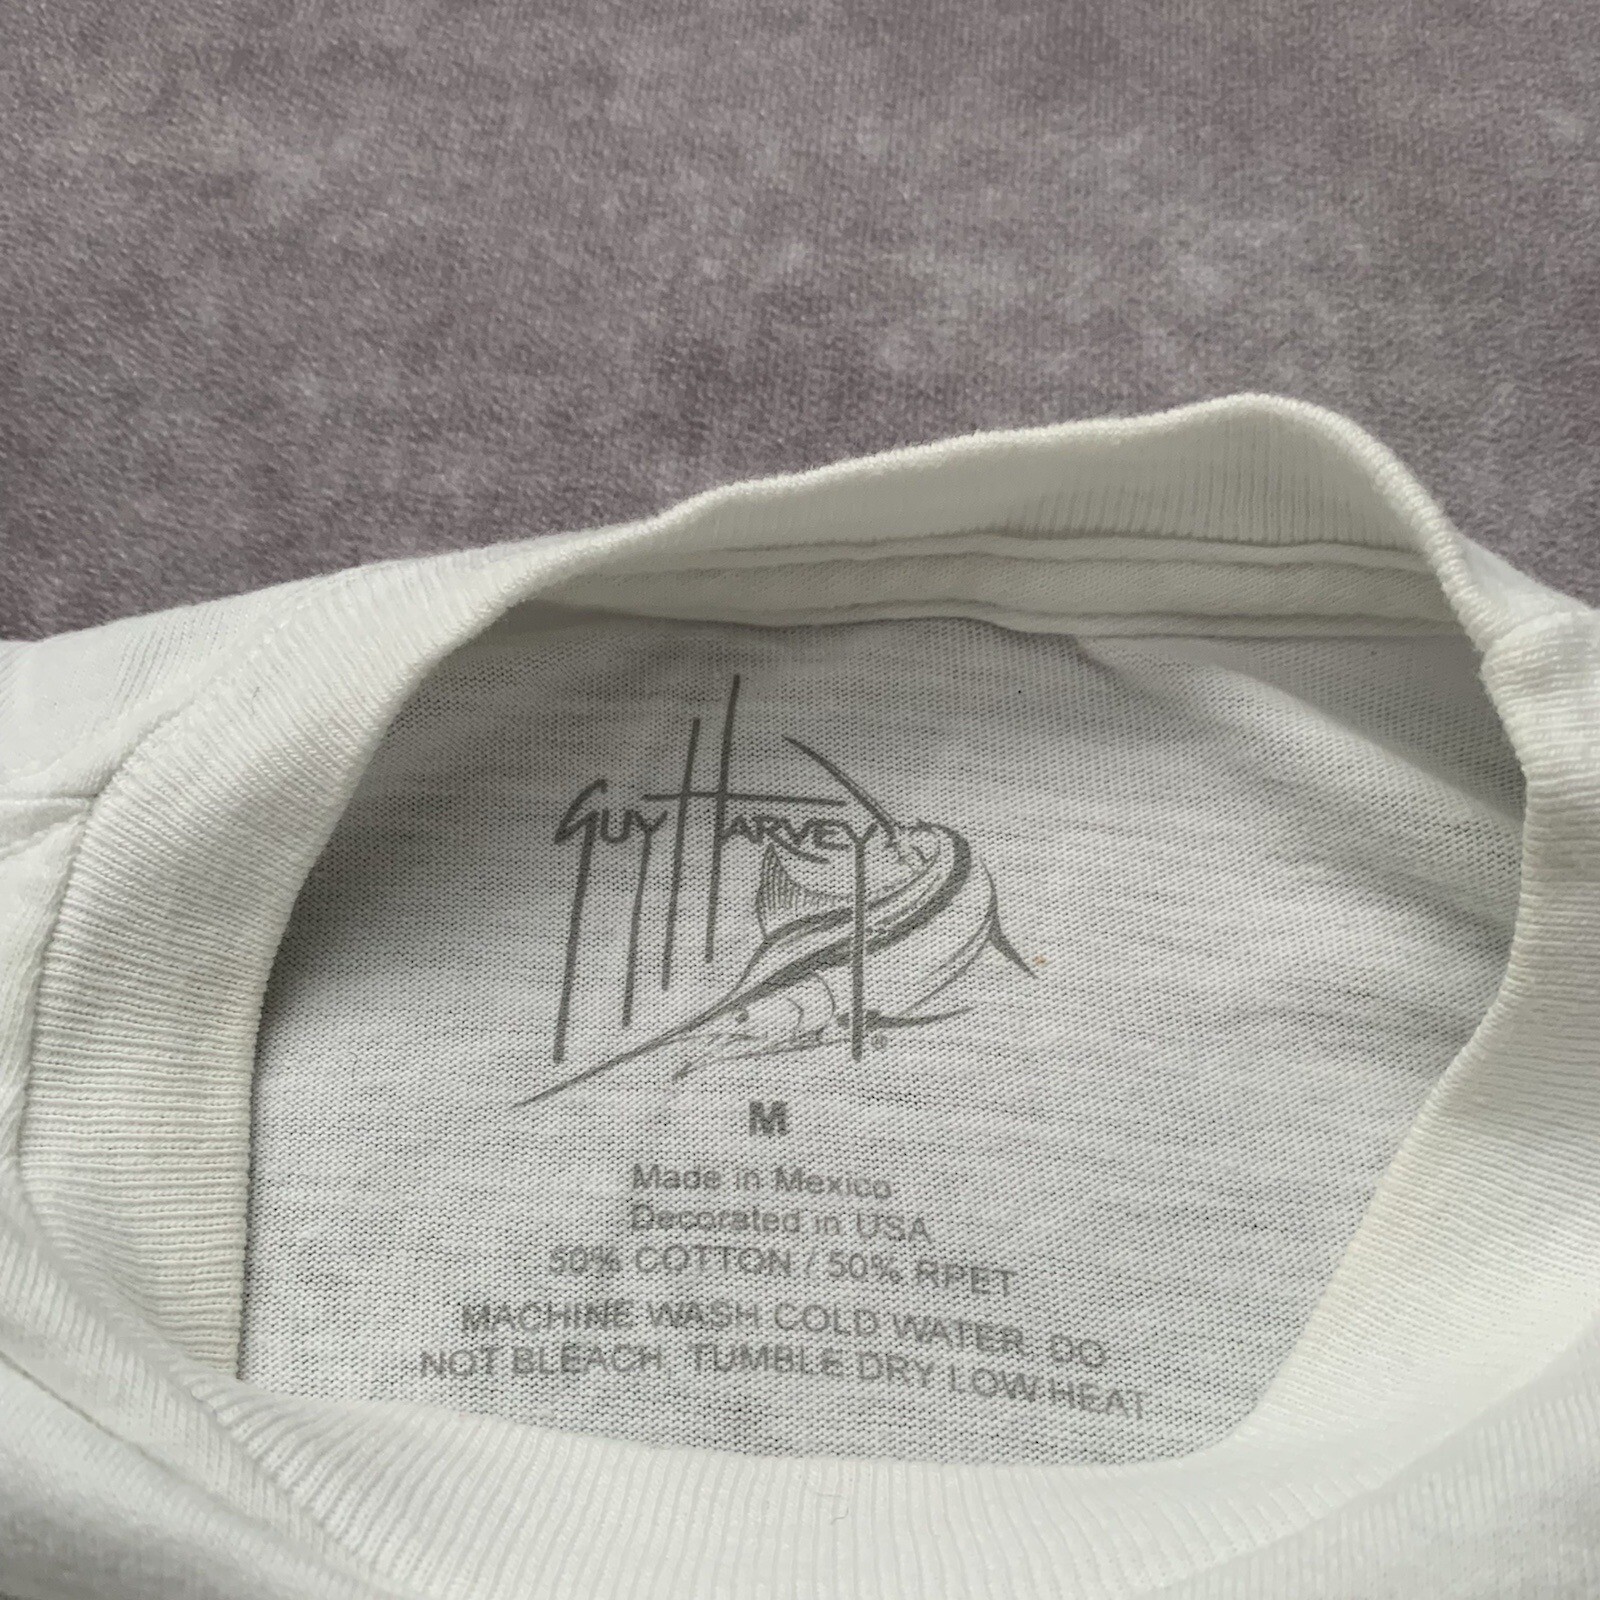 GUY HARVEY
®
M
Made in Mexico
Decorated in USA
50% COTTON / 50% RPET
MACHINE WASH COLD WATER. DO
NOT BLEACH. TUMBLE DRY LOW HEAT